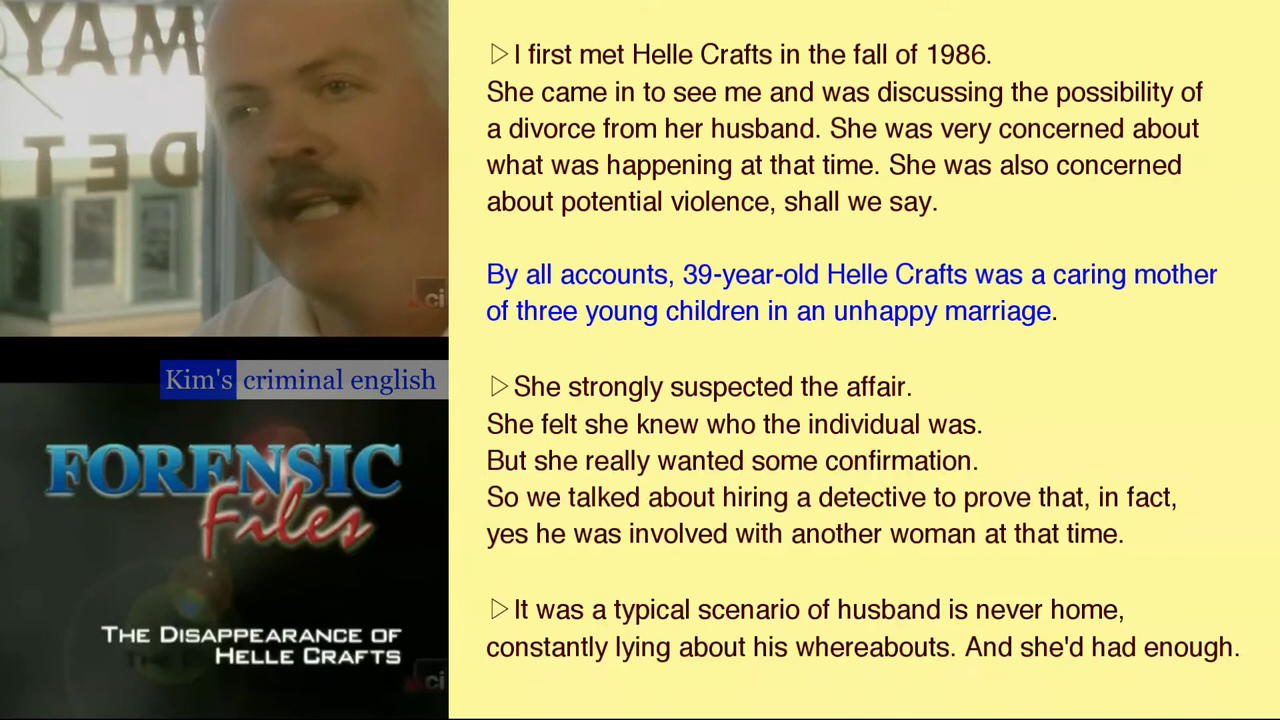 YAM
DET
ci
Kim's criminal english
FORENSIC
Files
THE DISAPPEARANCE OF
HELLE CRAFTS
ci
▷I first met Helle Crafts in the fall of 1986.
She came in to see me and was discussing the possibility of
a divorce from her husband. She was very concerned about
what was happening at that time. She was also concerned
about potential violence, shall we say.
By all accounts, 39-year-old Helle Crafts was a caring mother
of three young children in an unhappy marriage.
▷She strongly suspected the affair.
She felt she knew who the individual was.
But she really wanted some confirmation.
So we talked about hiring a detective to prove that, in fact,
yes he was involved with another woman at that time.
▷It was a typical scenario of husband is never home,
constantly lying about his whereabouts. And she'd had enough.